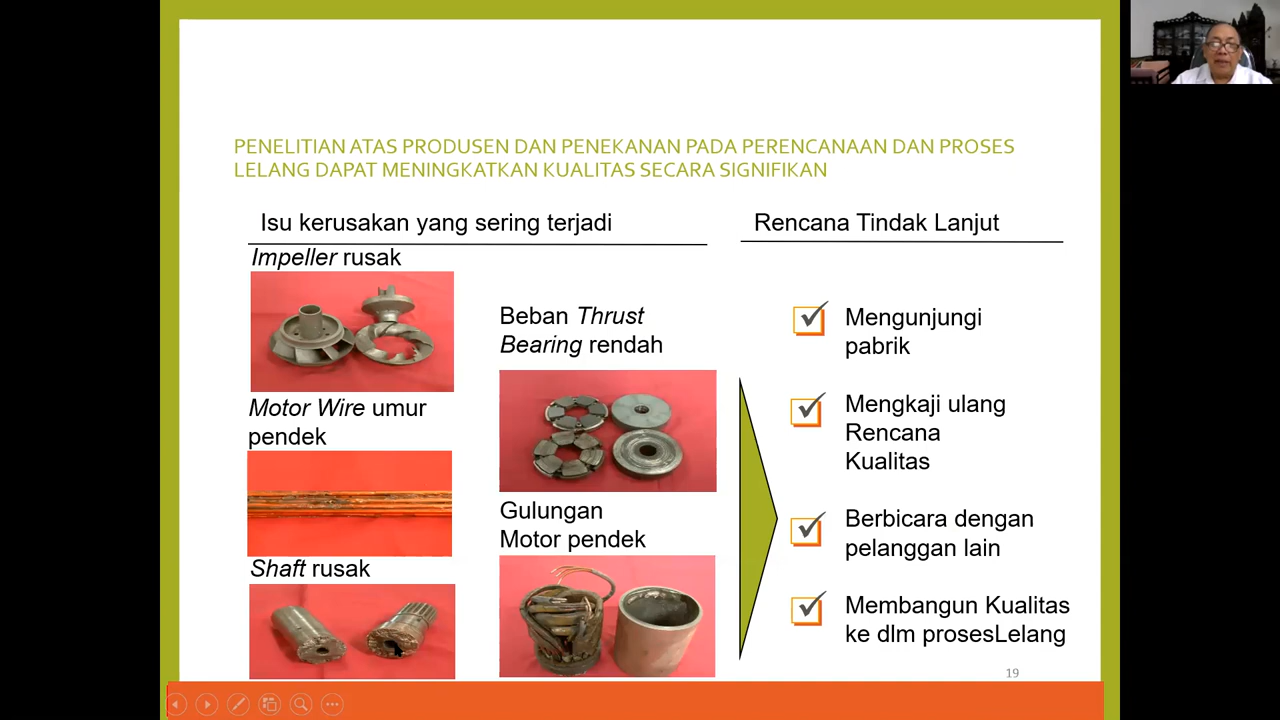 PENELITIAN ATAS PRODUSEN DAN PENEKANAN PADA PERENCANAAN DAN PROSES
LELANG DAPAT MENINGKATKAN KUALITAS SECARA SIGNIFIKAN
Isu kerusakan yang sering terjadi
Impeller rusak
Motor Wire umur
pendek
Shaft rusak
Beban Thrust
Bearing rendah
Gulungan
Motor pendek
Rencana Tindak Lanjut
Mengunjungi
pabrik
Mengkaji ulang
Rencana
Kualitas
Berbicara dengan
pelanggan lain
Membangun Kualitas
ke dlm prosesLelang
19